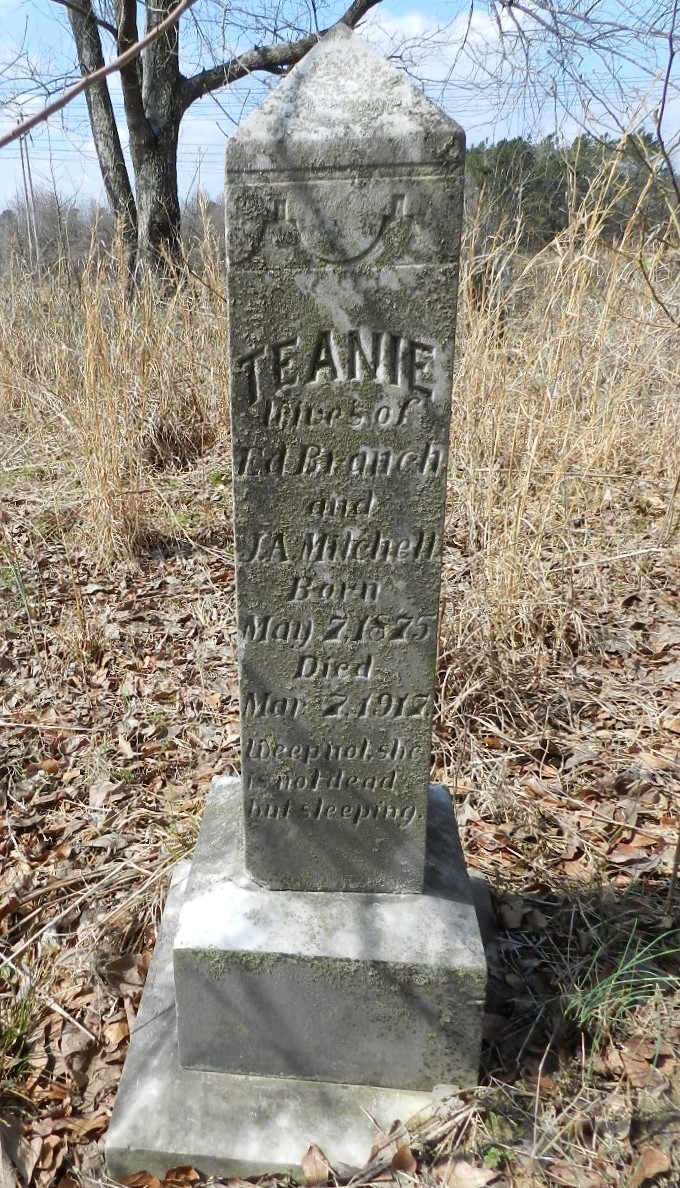 TEANIE
Wife of
Ed Branch
and
J.A. Mitchell
Born
May 7, 1875
Died
Mar 7, 1917
Weep not, she
is not dead
but sleeping.